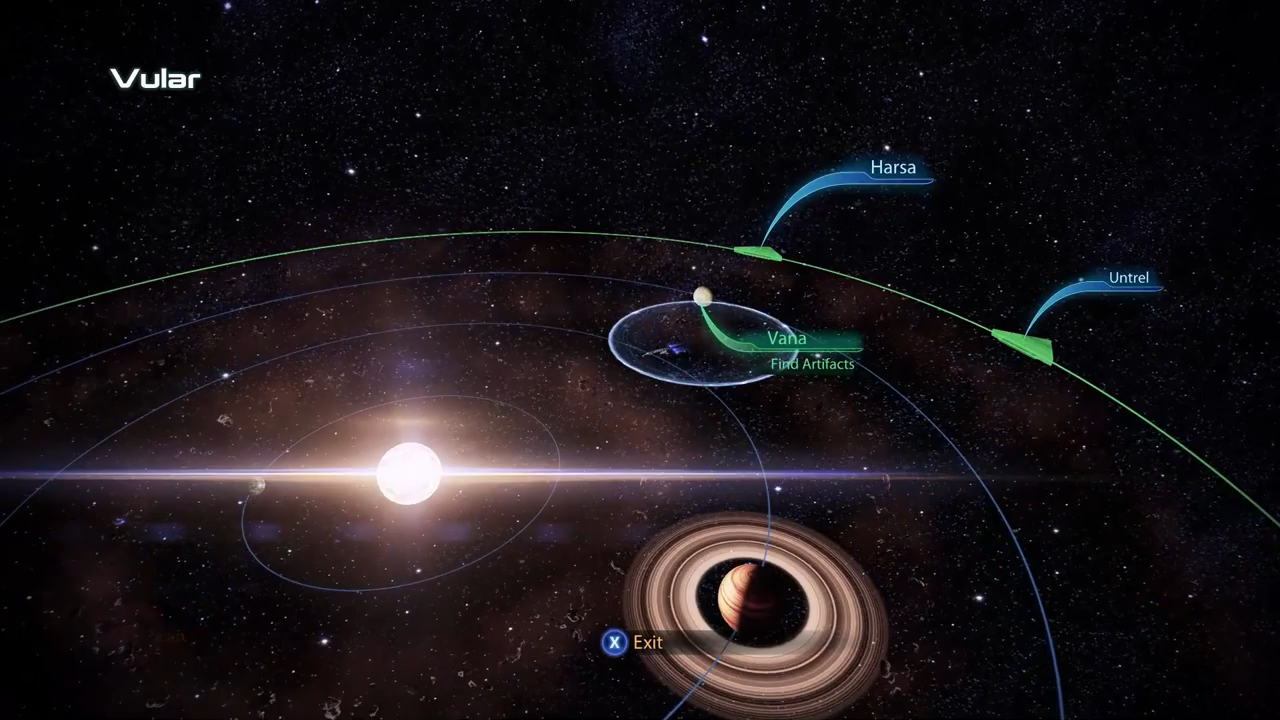 Vular
Harsa
Untrel
Vana
Find Artifacts
X Exit